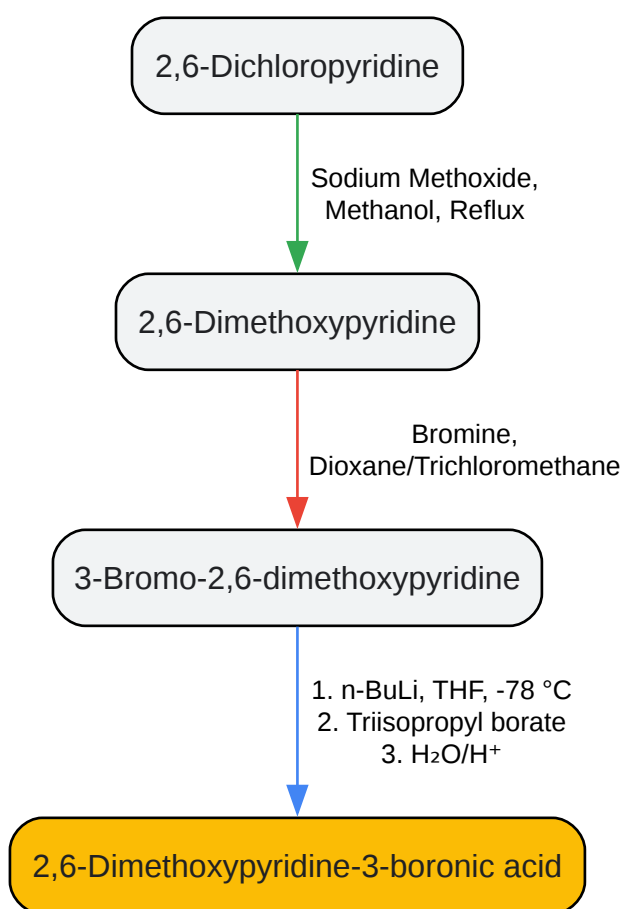 2,6-Dichloropyridine
Sodium Methoxide,
Methanol, Reflux
2,6-Dimethoxypyridine
Bromine,
Dioxane/Trichloromethane
3-Bromo-2,6-dimethoxypyridine
1. n-BuLi, THF, -78 °C
2. Triisopropyl borate
3. H₂O/H⁺
2,6-Dimethoxypyridine-3-boronic acid